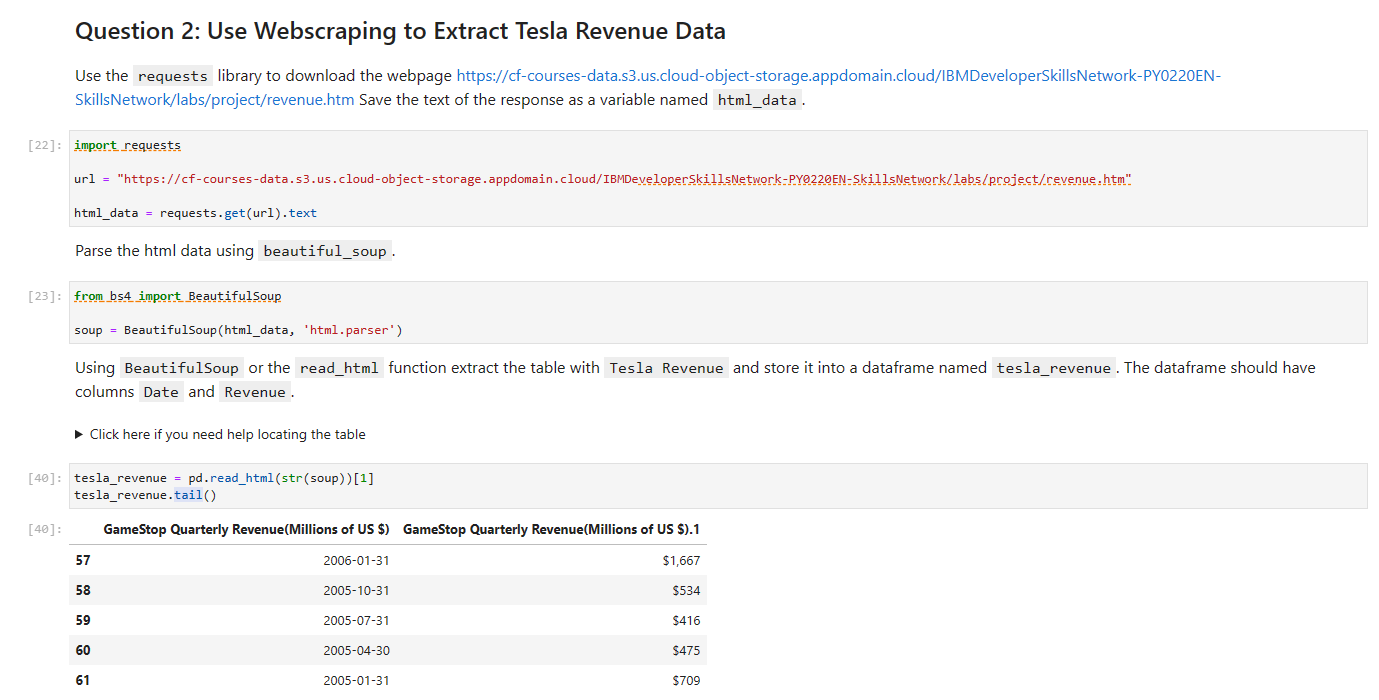 Question 2: Use Webscraping to Extract Tesla Revenue Data
Use the requests library to download the webpage https://cf-courses-data.s3.us.cloud-object-storage.appdomain.cloud/IBMDeveloperSkillsNetwork-PY0220EN-
SkillsNetwork/labs/project/revenue.htm Save the text of the response as a variable named html_data.
[22]: import requests
url = "https://cf-courses-data.s3.us.cloud-object-storage.appdomain.cloud/IBMDeveloperSkillsNetwork-PY0220EN-SkillsNetwork/labs/project/revenue.htm"
html_data = requests.get(url).text
Parse the html data using beautiful_soup.
[23]: from bs4 import BeautifulSoup
soup = BeautifulSoup(html_data, 'html.parser')
Using BeautifulSoup or the read_html function extract the table with Tesla Revenue and store it into a dataframe named tesla_revenue. The dataframe should have
columns Date and Revenue.
▶ Click here if you need help locating the table
[40]: tesla_revenue = pd.read_html(str(soup))[1]
tesla_revenue.tail()
[40]: GameStop Quarterly Revenue(Millions of US $) GameStop Quarterly Revenue(Millions of US $).1
57 2006-01-31 $1,667
58 2005-10-31 $534
59 2005-07-31 $416
60 2005-04-30 $475
61 2005-01-31 $709